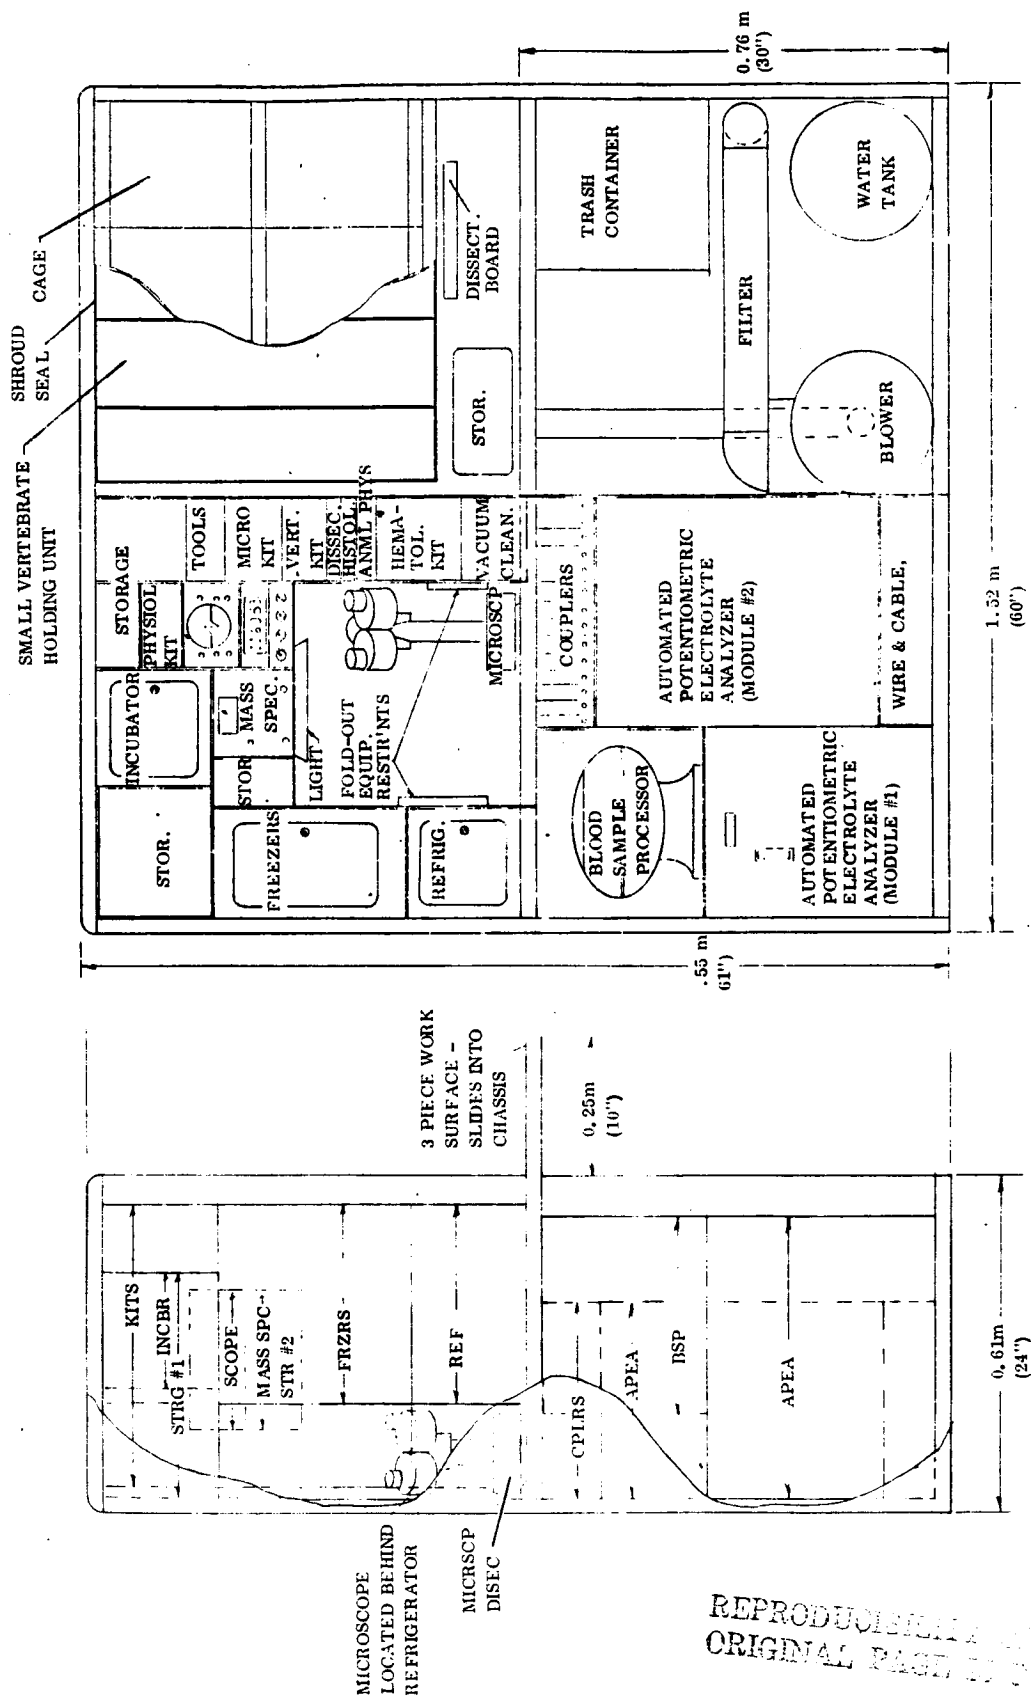 SMALL VERTEBRATE
HOLDING UNIT
SHROUD
SEAL
CAGE
STOR.
INCUBATOR
STORAGE
PHYSIOL
KIT
TOOLS
MICRO
KIT
VERT.
KIT
DISSEC.
HISTOL.
ANML PHYS
HEMA-
TOL.
KIT
VACUUM
CLEAN.
FREEZERS
STOR
MASS
SPEC.
LIGHT
FOLD-OUT
EQUIP.
RESTR'NTS
MICROSCP
REFRIG.
STOR.
DISSECT.
BOARD
COUPLERS
BLOOD
SAMPLE
PROCESSOR
AUTOMATED
POTENTIOMETRIC
ELECTROLYTE
ANALYZER
(MODULE #2)
AUTOMATED
POTENTIOMETRIC
ELECTROLYTE
ANALYZER
(MODULE #1)
WIRE & CABLE,
TRASH
CONTAINER
FILTER
BLOWER
WATER
TANK
0.76 m
(30")
1.52 m
(60")
.55 m
61")
3 PIECE WORK
SURFACE -
SLIDES INTO
CHASSIS
0.25m
(10")
KITS
INCBR
STRG #1
SCOPE
MASS SPC
STR #2
FRZRS
REF
CPLRS
APEA
BSP
APEA
0.61m
(24")
MICROSCOPE
LOCATED BEHIND
REFRIGERATOR
MICRSCP
DISEC
ORIGINAL PAGE